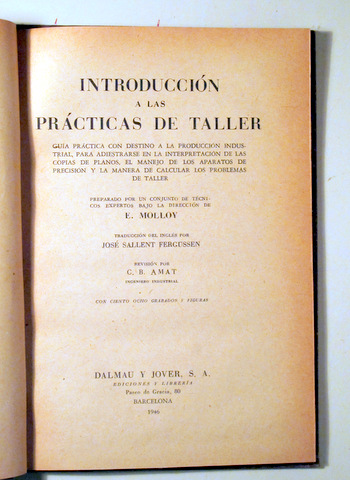 INTRODUCCIÓN
A LAS
PRÁCTICAS DE TALLER
GUÍA PRÁCTICA CON DESTINO A LA PRODUCCION INDUS-
TRIAL, PARA ADIESTRARSE EN LA INTERPRETACIÓN DE LAS
COPIAS DE PLANOS, EL MANEJO DE LOS APARATOS DE
PRECISION Y LA MANERA DE CALCULAR LOS PROBLEMAS
DE TALLER
PREPARADO POR UN CONJUNTO DE TÉCNI-
COS EXPERTOS BAJO LA DIRECCIÓN DE
E. MOLLOY
TRADUCCIÓN DEL INGLÉS POR
JOSÉ SALLENT FERGUSSEN
REVISIÓN POR
C. B. AMAT
INGENIERO INDUSTRIAL
CON CIENTO OCHO GRABADOS Y FIGURAS
DALMAU Y JOVER, S. A.
EDICIONES Y LIBRERÍA
Paseo de Gracia, 80
BARCELONA
1946